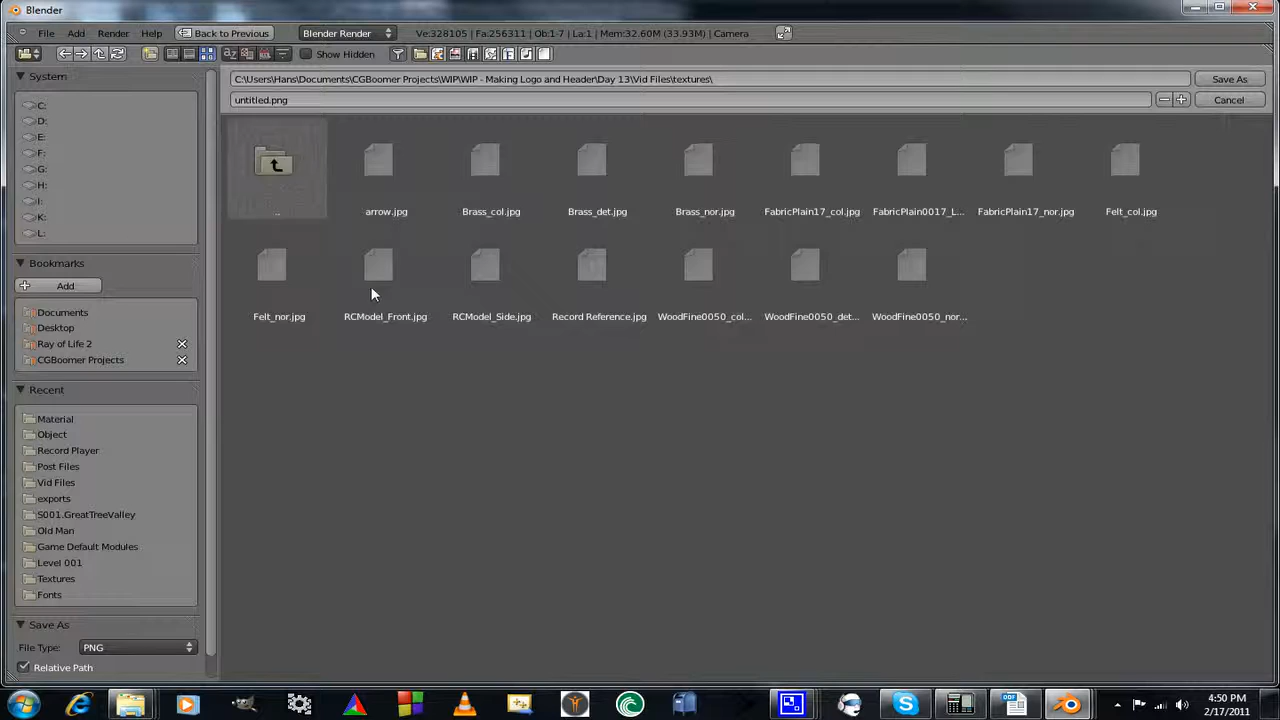 Blender
File Add Render Help Back to Previous Blender Render Ve:328105 | Fa:256311 | Ob:1-7 | La:1 | Mem:32.60M (33.93M) | Camera
Show Hidden
System
C:
D:
E:
F:
G:
H:
I:
K:
L:
Bookmarks
Add
Documents
Desktop
Ray of Life 2
CGBoomer Projects
Recent
Material
Object
Record Player
Post Files
Vid Files
exports
S001.GreatTreeValley
Old Man
Game Default Modules
Level 001
Textures
Fonts
Save As
File Type: PNG
Relative Path
C:\Users\Hans\Documents\CGBoomer Projects\WIP\WIP - Making Logo and Header\Day 13\Vid Files\textures\
Save As
untitled.png
Cancel
..
arrow.jpg
Brass_col.jpg
Brass_det.jpg
Brass_nor.jpg
FabricPlain17_col.jpg
FabricPlain0017_L...
FabricPlain17_nor.jpg
Felt_col.jpg
Felt_nor.jpg
RCModel_Front.jpg
RCModel_Side.jpg
Record Reference.jpg
WoodFine0050_col...
WoodFine0050_det...
WoodFine0050_nor...
4:50 PM
2/17/2011